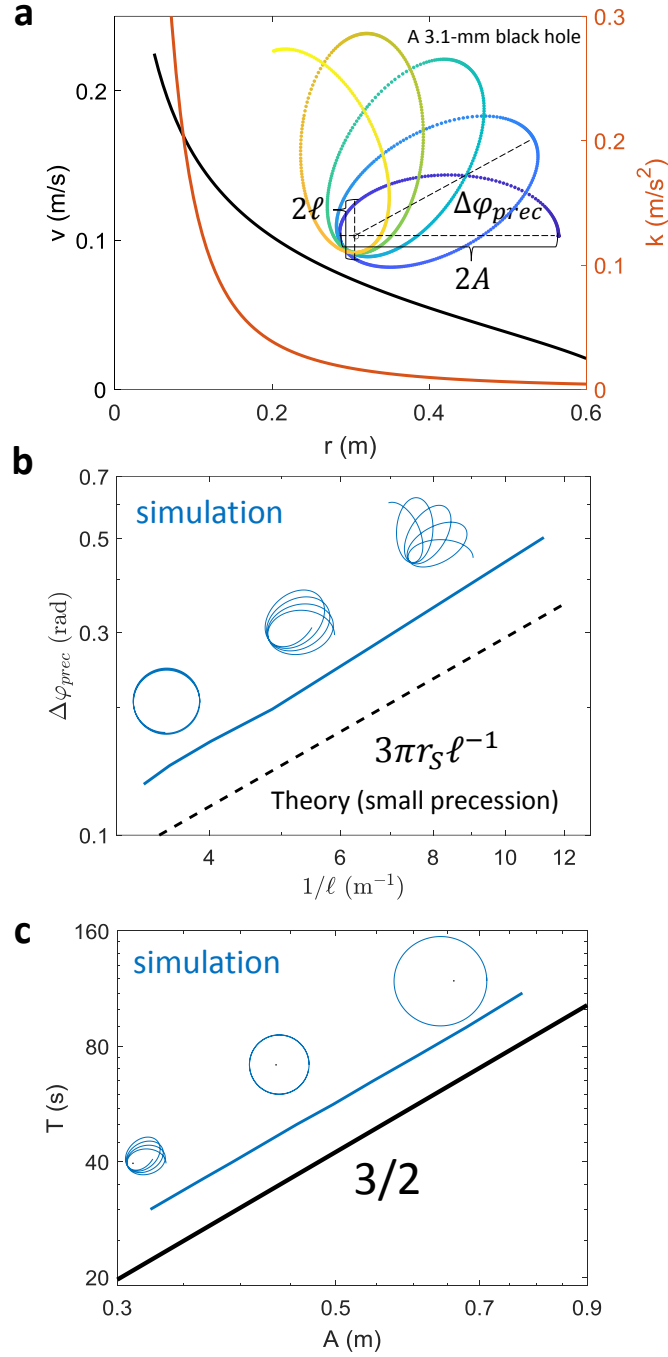 a
A 3.1-mm black hole
v (m/s)
0.2
0.1
0
k (m/s²)
0.3
0.2
0.1
0
2ℓ
Δφ_prec
2A
0
0.2
0.4
0.6
r (m)
b
Δφ_prec (rad)
0.7
0.5
0.3
0.1
simulation
3πr_Sℓ⁻¹
Theory (small precession)
4
6
8
10
12
1/ℓ (m⁻¹)
c
T (s)
160
80
40
20
simulation
3/2
0.3
0.5
0.7
0.9
A (m)